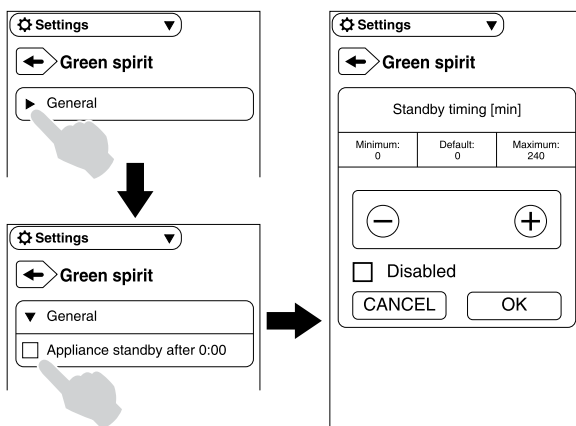 Settings
Green spirit
General
Settings
Green spirit
General
Appliance standby after 0:00
Settings
Green spirit
Standby timing [min]
Minimum: Default: Maximum:
0 0 240
Disabled
CANCEL OK